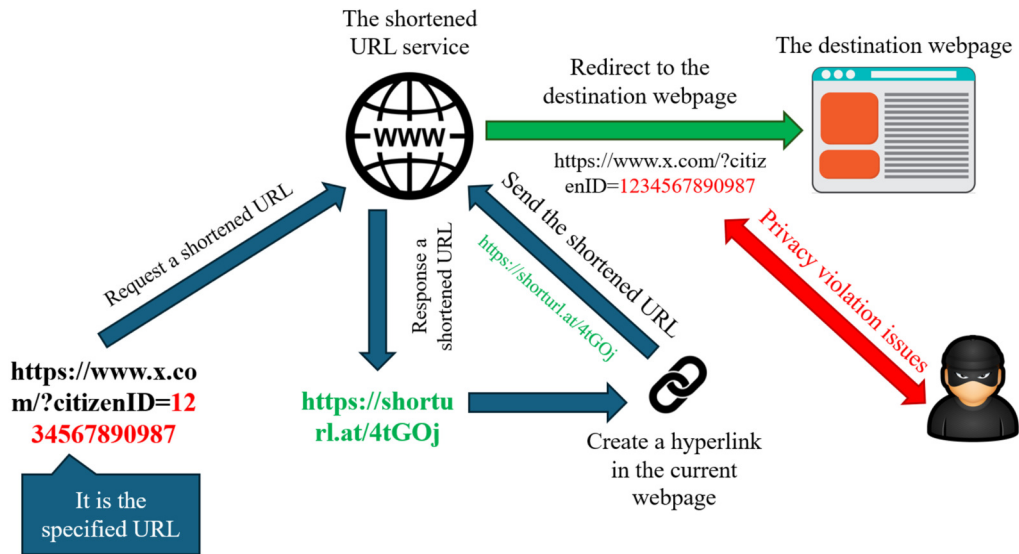 The shortened
URL service
WWW
Redirect to the
destination webpage
The destination webpage
https://www.x.com/?citiz
enID=1234567890987
Request a shortened URL
Response a
shortened URL
Send the shortened URL
https://shorturl.at/4tGOj
Privacy violation issues
https://www.x.co
m/?citizenID=12
34567890987
It is the
specified URL
https://shortu
rl.at/4tGOj
Create a hyperlink
in the current
webpage